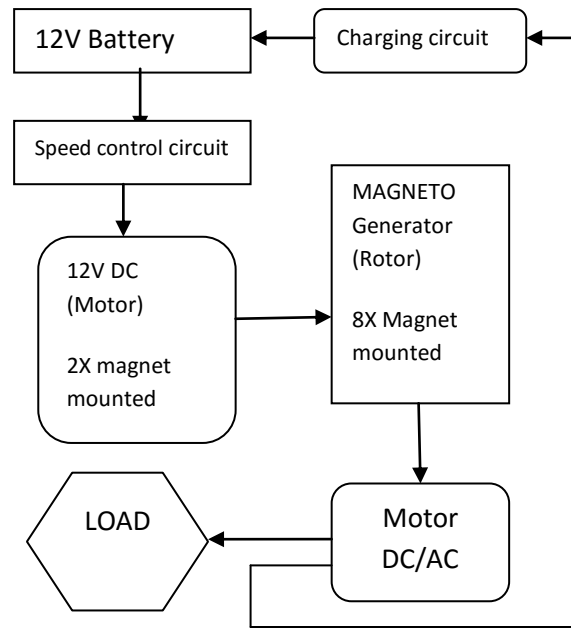 12V Battery
Charging circuit
Speed control circuit
12V DC
(Motor)
2X magnet
mounted
MAGNETO
Generator
(Rotor)
8X Magnet
mounted
LOAD
Motor
DC/AC